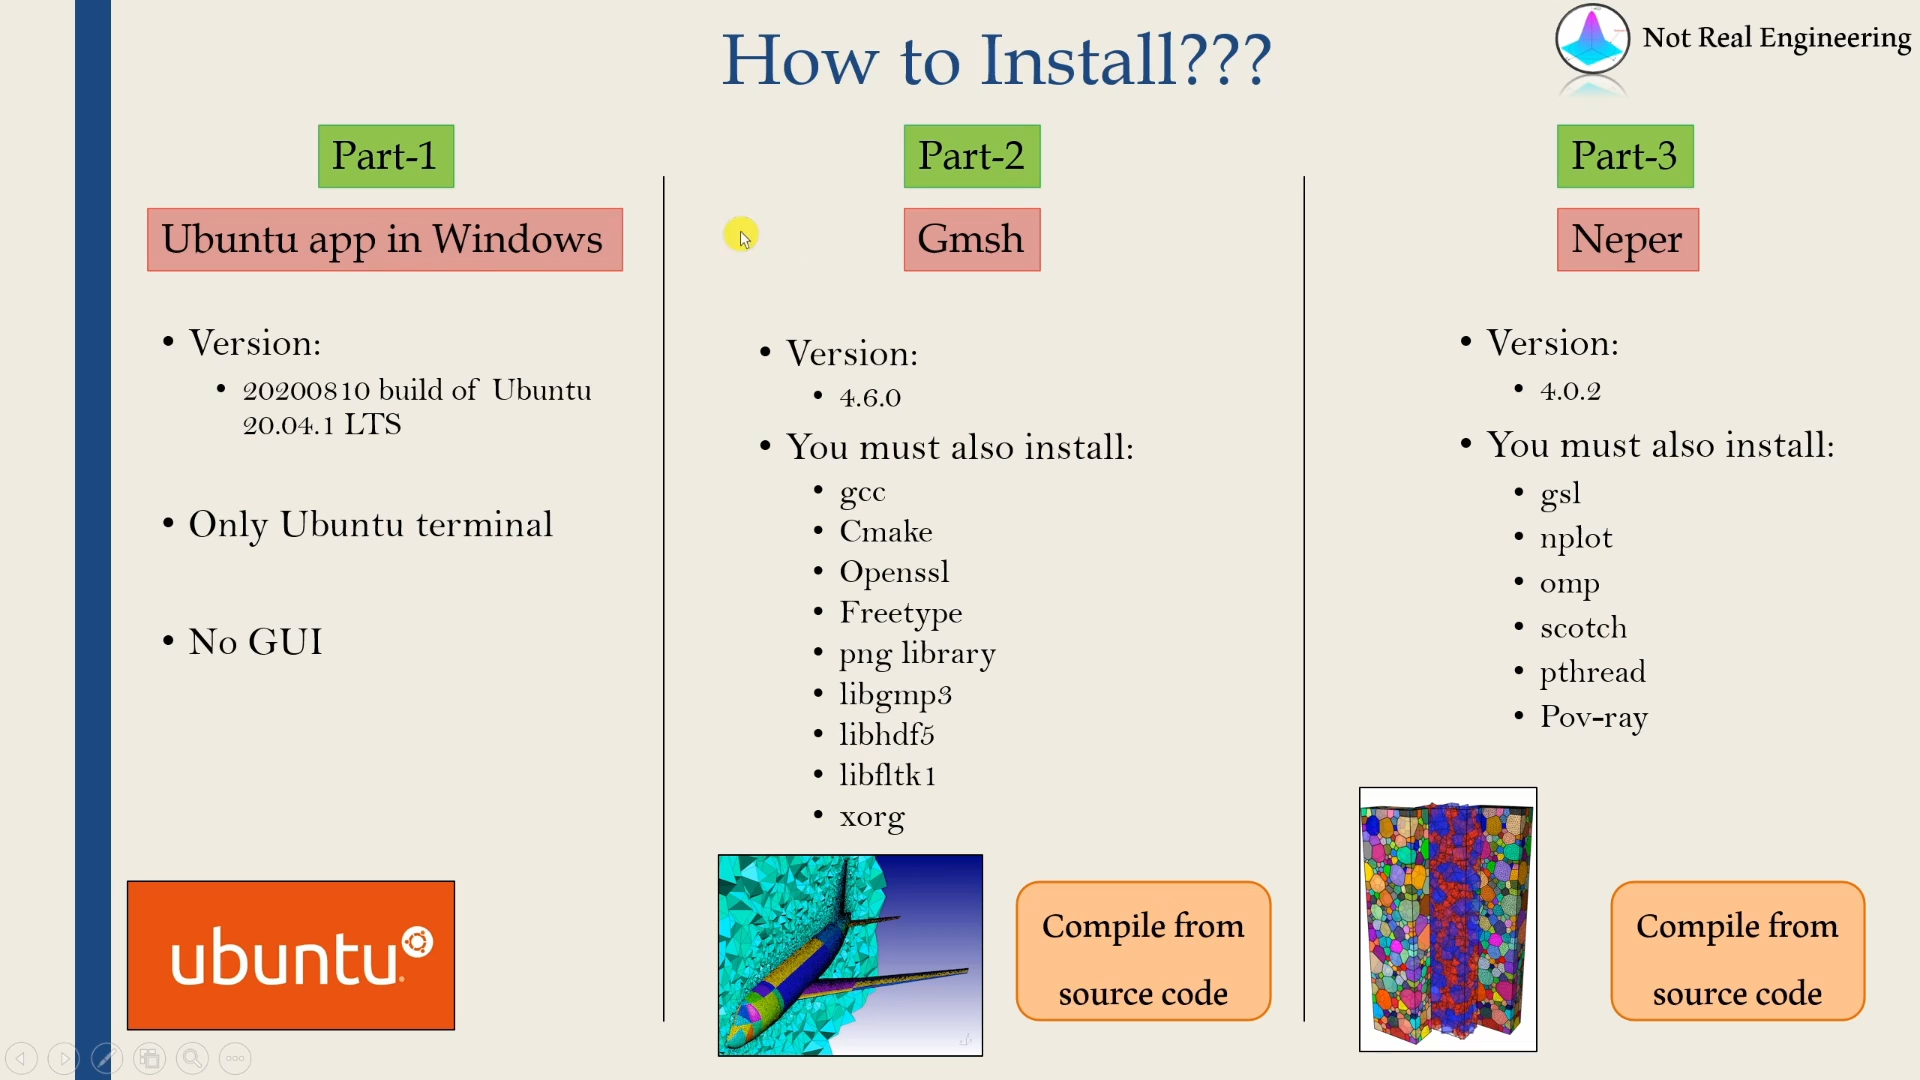 How to Install???
Not Real Engineering
Part-1
Ubuntu app in Windows
• Version:
• 20200810 build of Ubuntu
20.04.1 LTS
• Only Ubuntu terminal
• No GUI
ubuntu
Part-2
Gmsh
• Version:
• 4.6.0
• You must also install:
• gcc
• Cmake
• Openssl
• Freetype
• png library
• libgmp3
• libhdf5
• libfltk1
• xorg
Compile from
source code
Part-3
Neper
• Version:
• 4.0.2
• You must also install:
• gsl
• nplot
• omp
• scotch
• pthread
• Pov-ray
Compile from
source code